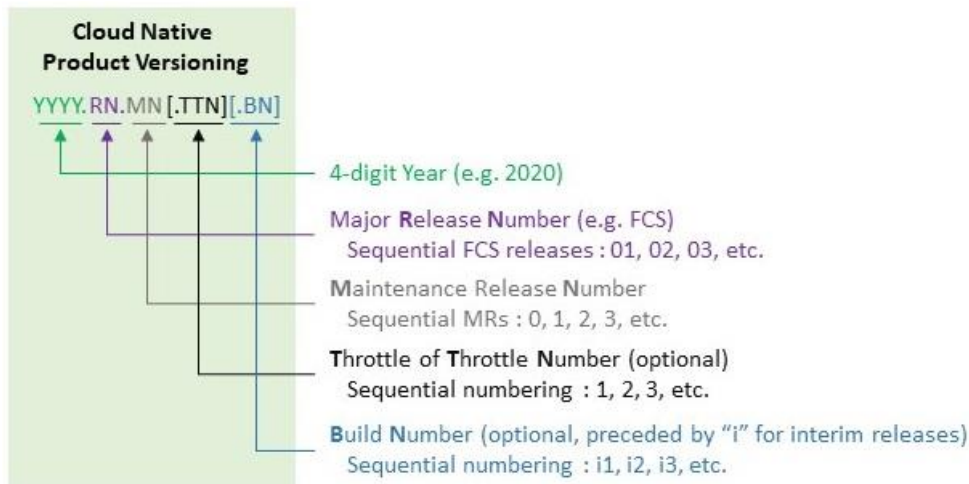 Cloud Native
Product Versioning
YYYY.RN.MN[.TTN][.BN]
4-digit Year (e.g. 2020)
Major Release Number (e.g. FCS)
Sequential FCS releases : 01, 02, 03, etc.
Maintenance Release Number
Sequential MRs : 0, 1, 2, 3, etc.
Throttle of Throttle Number (optional)
Sequential numbering : 1, 2, 3, etc.
Build Number (optional, preceded by “i” for interim releases)
Sequential numbering : i1, i2, i3, etc.